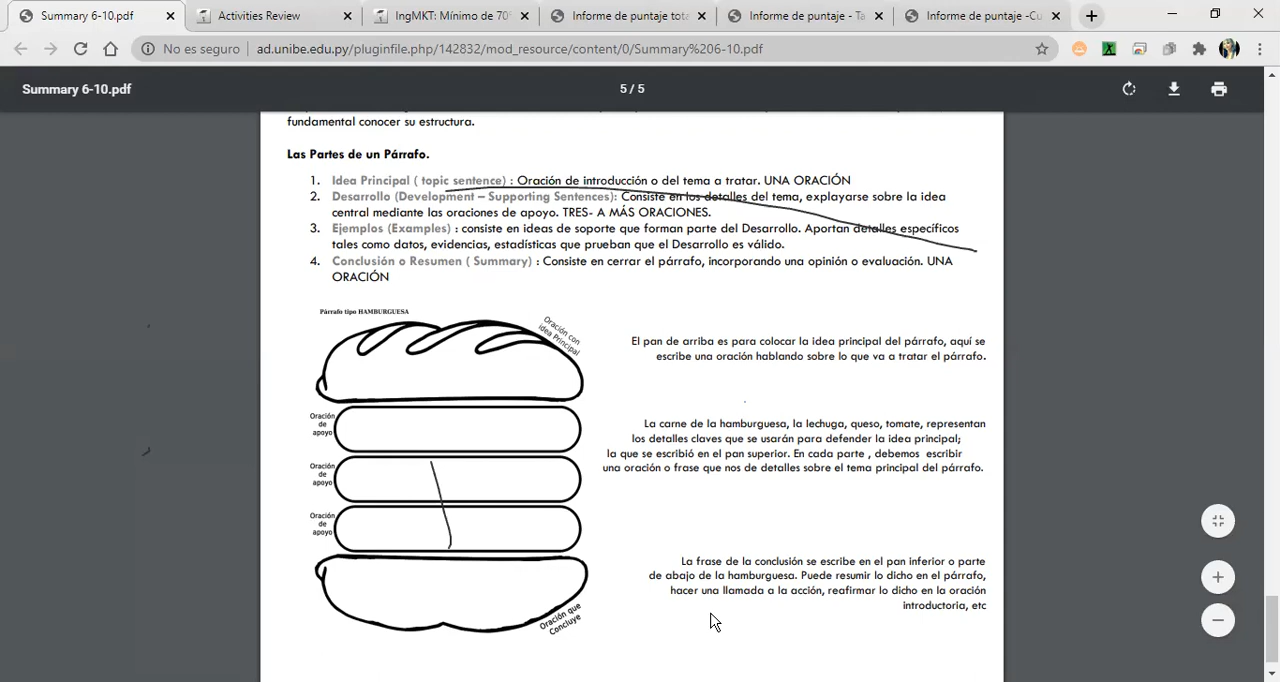 Summary 6-10.pdf
Activities Review
IngMKT: Mínimo de 70
Informe de puntaje tota
Informe de puntaje - Ta
Informe de puntaje -Cu
No es seguro
ad.unibe.edu.py/pluginfile.php/142832/mod_resource/content/0/Summary%206-10.pdf
Summary 6-10.pdf
5 / 5
fundamental conocer su estructura.
Las Partes de un Párrafo.
1. Idea Principal ( topic sentence) : Oración de introducción o del tema a tratar. UNA ORACIÓN
2. Desarrollo (Development – Supporting Sentences): Consiste en los detalles del tema, explayarse sobre la idea
central mediante las oraciones de apoyo. TRES- A MÁS ORACIONES.
3. Ejemplos (Examples) : consiste en ideas de soporte que forman parte del Desarrollo. Aportan detalles específicos
tales como datos, evidencias, estadísticas que prueban que el Desarrollo es válido.
4. Conclusión o Resumen ( Summary) : Consiste en cerrar el párrafo, incorporando una opinión o evaluación. UNA
ORACIÓN
Párrafo tipo HAMBURGUESA
Oración con
idea Principal
El pan de arriba es para colocar la idea principal del párrafo, aquí se
escribe una oración hablando sobre lo que va a tratar el párrafo.
Oración
de
apoyo
La carne de la hamburguesa, la lechuga, queso, tomate, representan
los detalles claves que se usarán para defender la idea principal;
la que se escribió en el pan superior. En cada parte , debemos escribir
una oración o frase que nos de detalles sobre el tema principal del párrafo.
Oración
de
apoyo
Oración
de
apoyo
La frase de la conclusión se escribe en el pan inferior o parte
de abajo de la hamburguesa. Puede resumir lo dicho en el párrafo,
hacer una llamada a la acción, reafirmar lo dicho en la oración
introductoria, etc
Oración que
Concluye